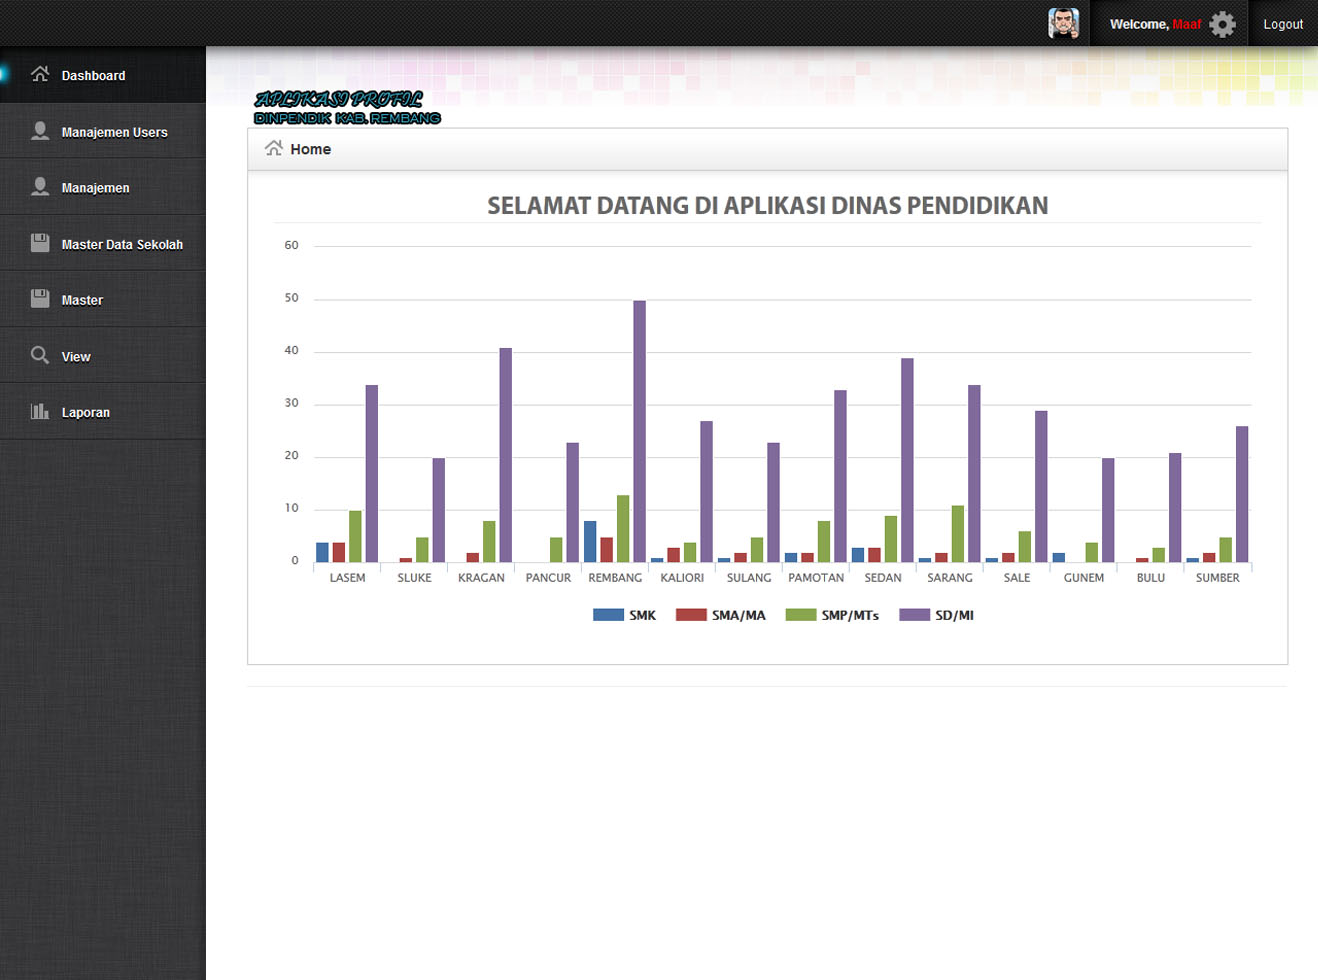 Welcome, Maaf
Logout
Dashboard
Manajemen Users
Manajemen
Master Data Sekolah
Master
View
Laporan
APLIKASI PROFIL
DINPENDIK KAB. REMBANG
Home
SELAMAT DATANG DI APLIKASI DINAS PENDIDIKAN
60
50
40
30
20
10
0
LASEM SLUKE KRAGAN PANCUR REMBANG KALIORI SULANG PAMOTAN SEDAN SARANG SALE GUNEM BULU SUMBER
SMK SMA/MA SMP/MTs SD/MI